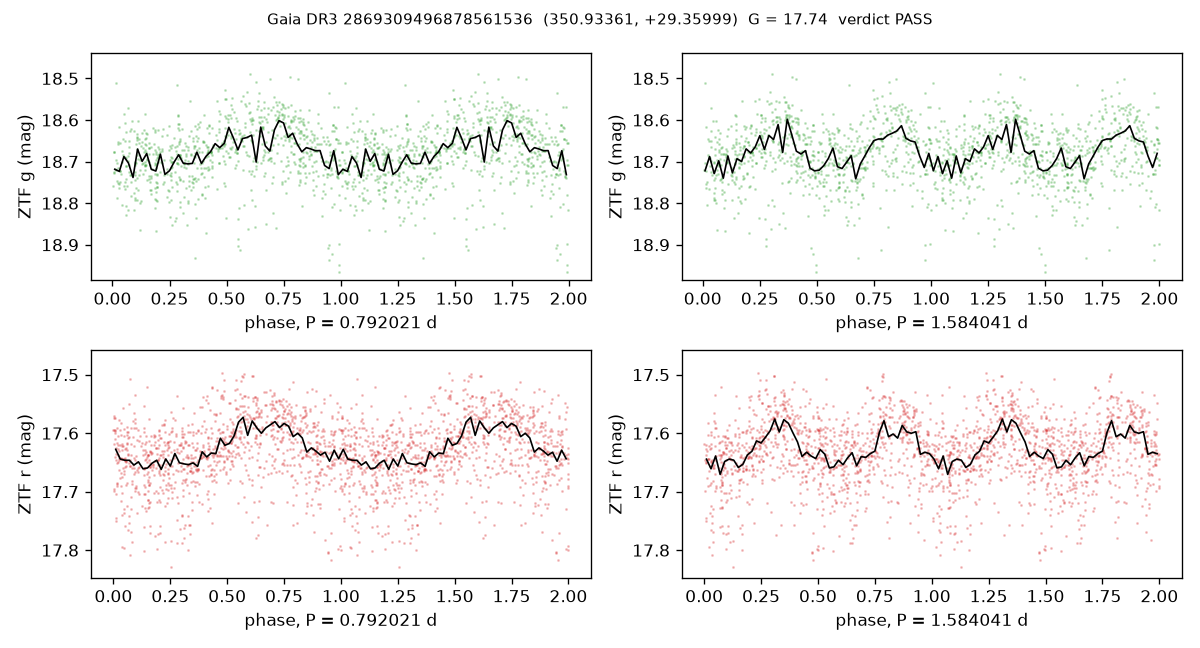 Gaia DR3 2869309496878561536 (350.93361, +29.35999) G = 17.74 verdict PASS
ZTF g (mag)
18.5
18.6
18.7
18.8
18.9
0.00 0.25 0.50 0.75 1.00 1.25 1.50 1.75 2.00
phase, P = 0.792021 d
ZTF g (mag)
18.5
18.6
18.7
18.8
18.9
0.00 0.25 0.50 0.75 1.00 1.25 1.50 1.75 2.00
phase, P = 1.584041 d
ZTF r (mag)
17.5
17.6
17.7
17.8
0.00 0.25 0.50 0.75 1.00 1.25 1.50 1.75 2.00
phase, P = 0.792021 d
ZTF r (mag)
17.5
17.6
17.7
17.8
0.00 0.25 0.50 0.75 1.00 1.25 1.50 1.75 2.00
phase, P = 1.584041 d